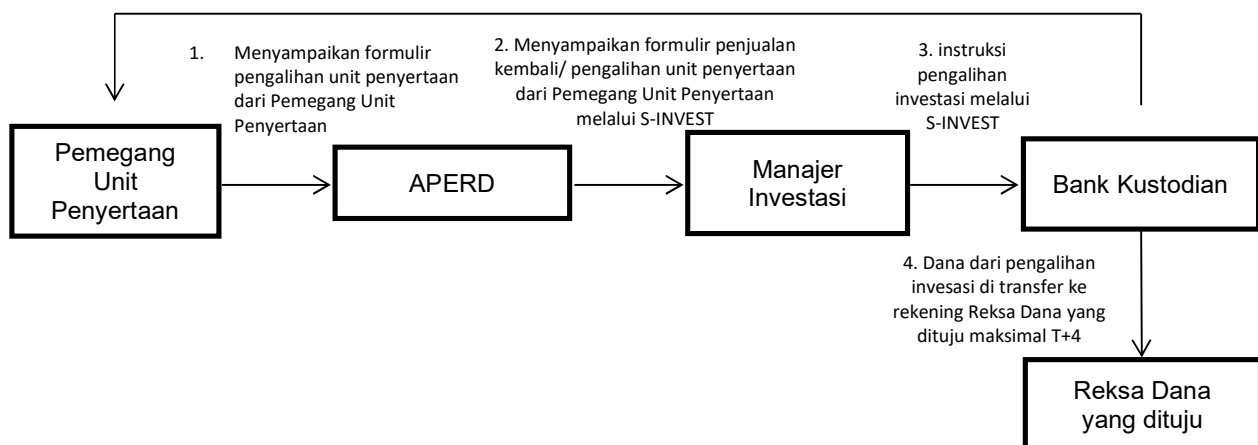 1. Menyampaikan formulir
pengalihan unit penyertaan
dari Pemegang Unit
Penyertaan
2. Menyampaikan formulir penjualan
kembali/ pengalihan unit penyertaan
dari Pemegang Unit Penyertaan
melalui S-INVEST
3. instruksi
pengalihan
investasi melalui
S-INVEST
Pemegang
Unit
Penyertaan
APERD
Manajer
Investasi
Bank Kustodian
4. Dana dari pengalihan
invesasi di transfer ke
rekening Reksa Dana yang
dituju maksimal T+4
Reksa Dana
yang dituju